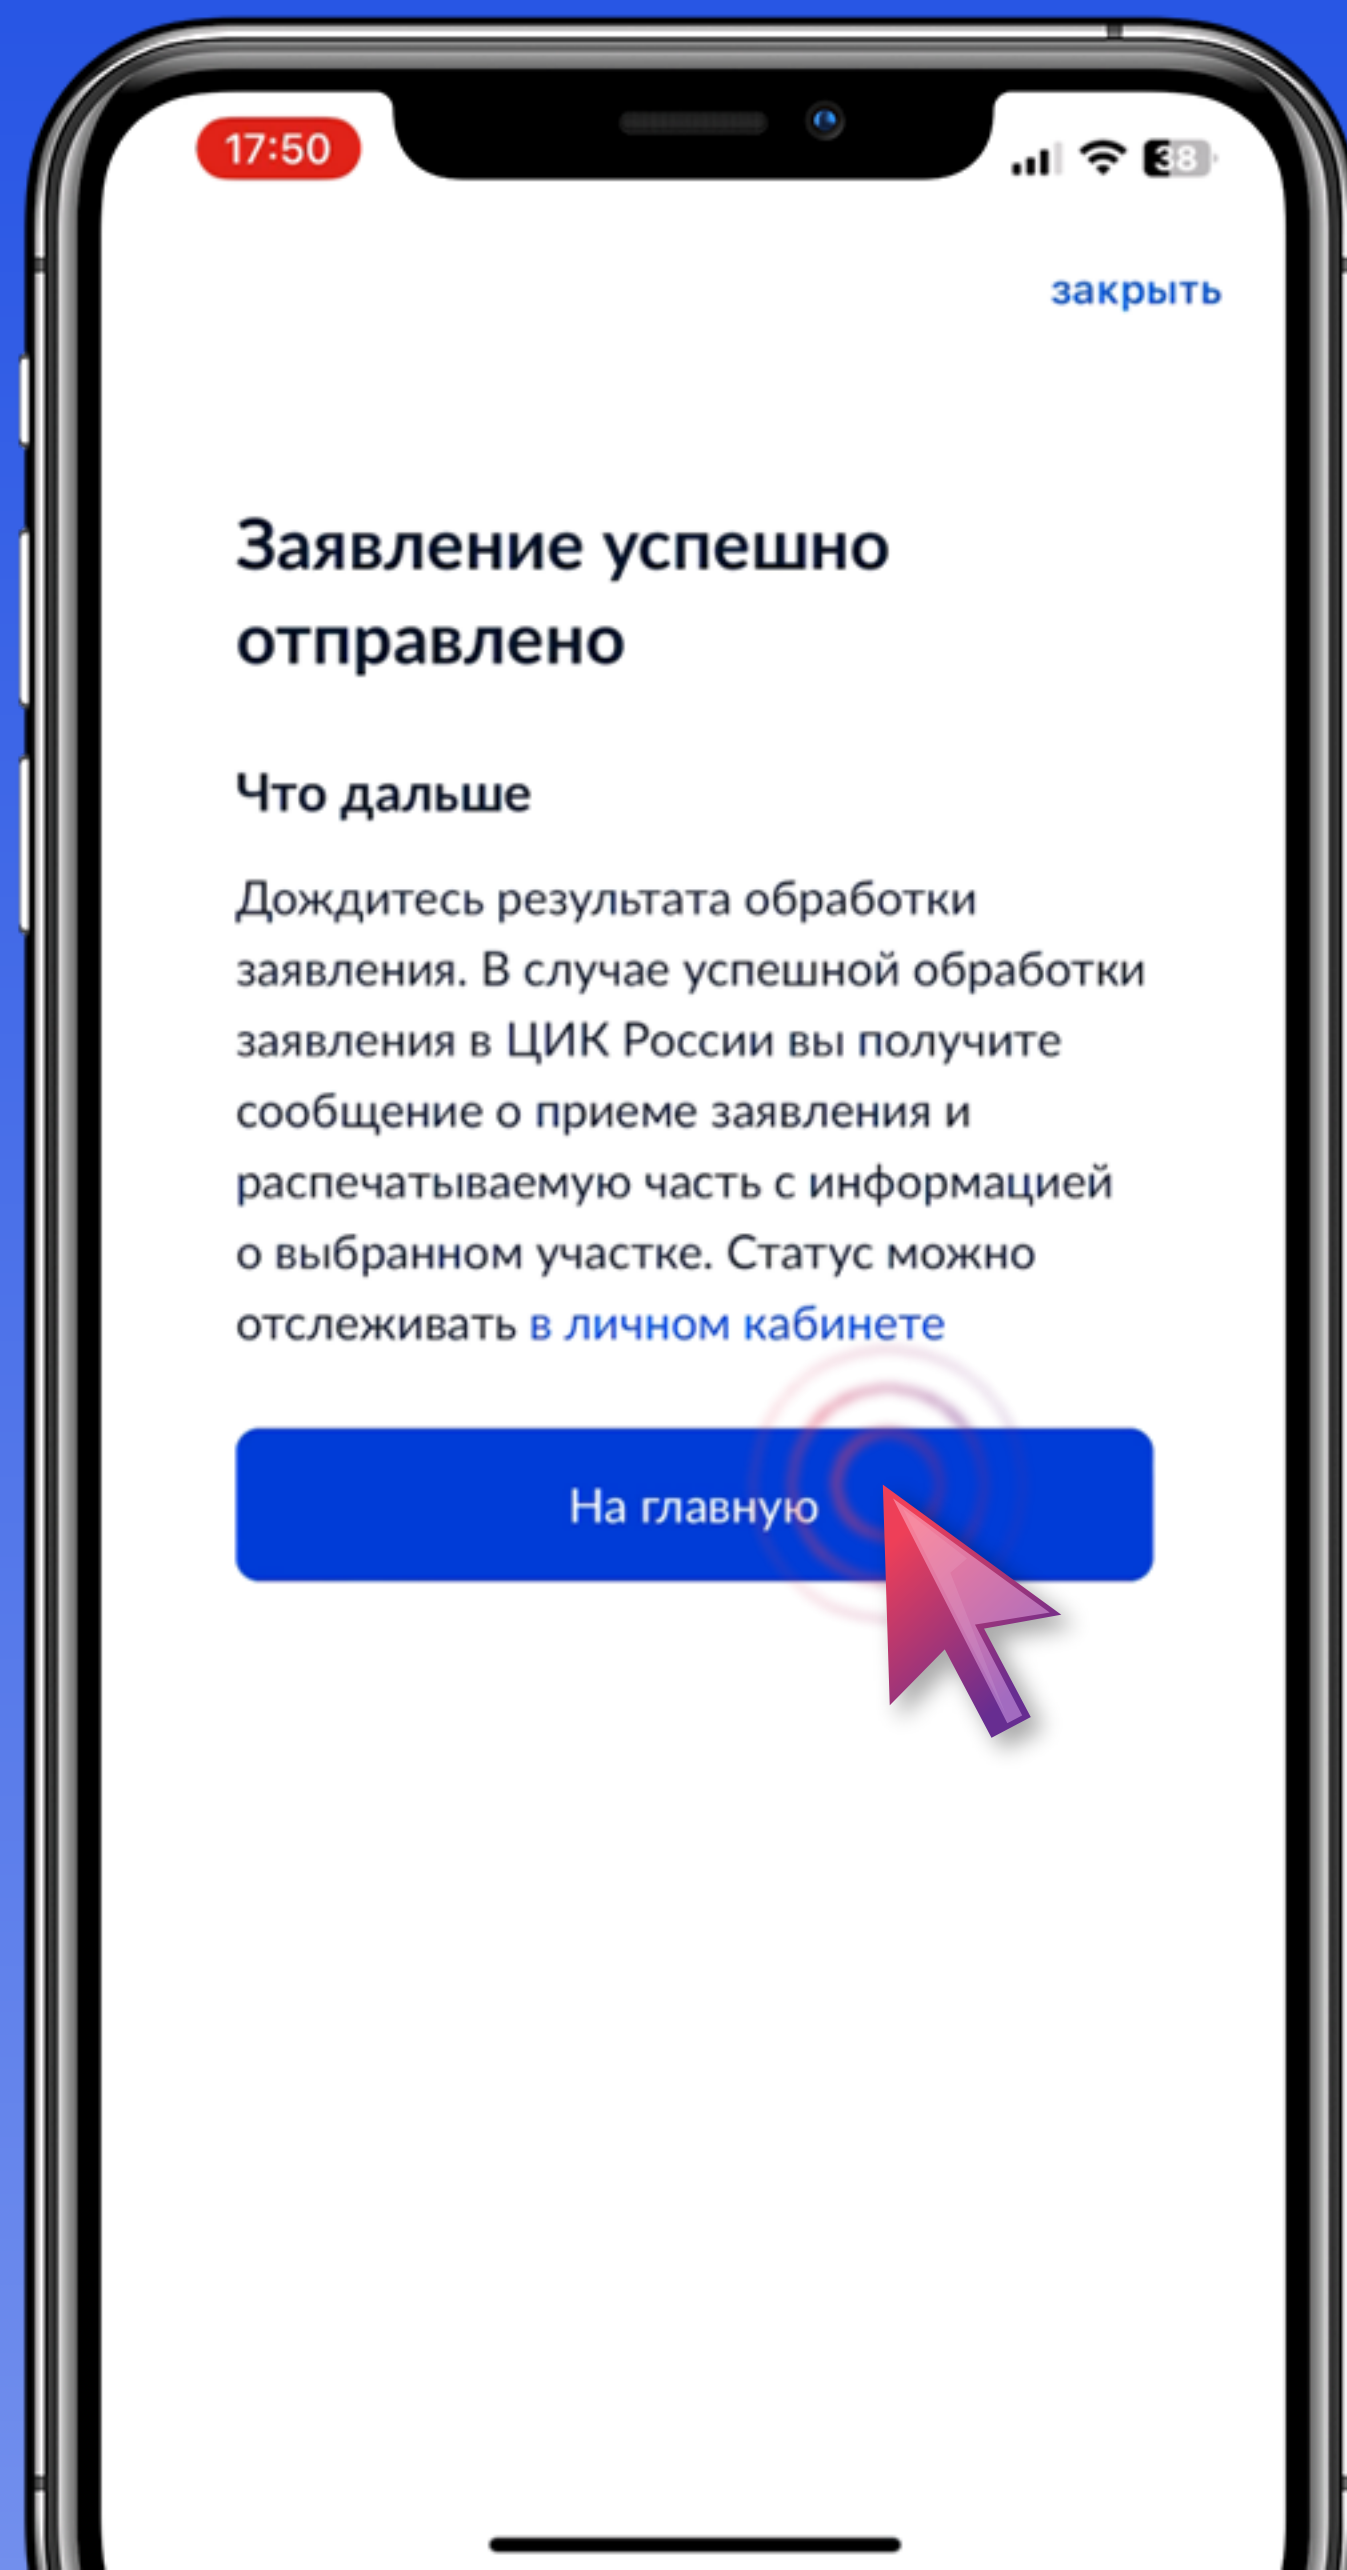 17:50
38
закрыть
Заявление успешно
отправлено
Что дальше
Дождитесь результата обработки
заявления. В случае успешной обработки
заявления в ЦИК России вы получите
сообщение о приеме заявления и
распечатываемую часть с информацией
о выбранном участке. Статус можно
отслеживать в личном кабинете
На главную